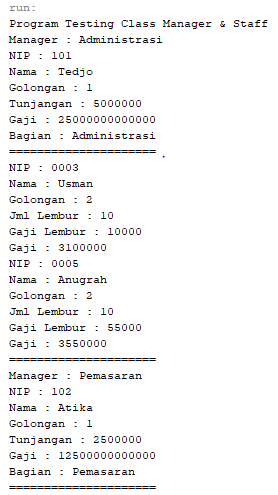 run:
Program Testing Class Manager & Staff
Manager : Administrasi
NIP : 101
Nama : Tedjo
Golongan : 1
Tunjangan : 5000000
Gaji : 25000000000000
Bagian : Administrasi
=====================
NIP : 0003
Nama : Usman
Golongan : 2
Jml Lembur : 10
Gaji Lembur : 10000
Gaji : 3100000
NIP : 0005
Nama : Anugrah
Golongan : 2
Jml Lembur : 10
Gaji Lembur : 55000
Gaji : 3550000
=====================
Manager : Pemasaran
NIP : 102
Nama : Atika
Golongan : 1
Tunjangan : 2500000
Gaji : 12500000000000
Bagian : Pemasaran
=====================